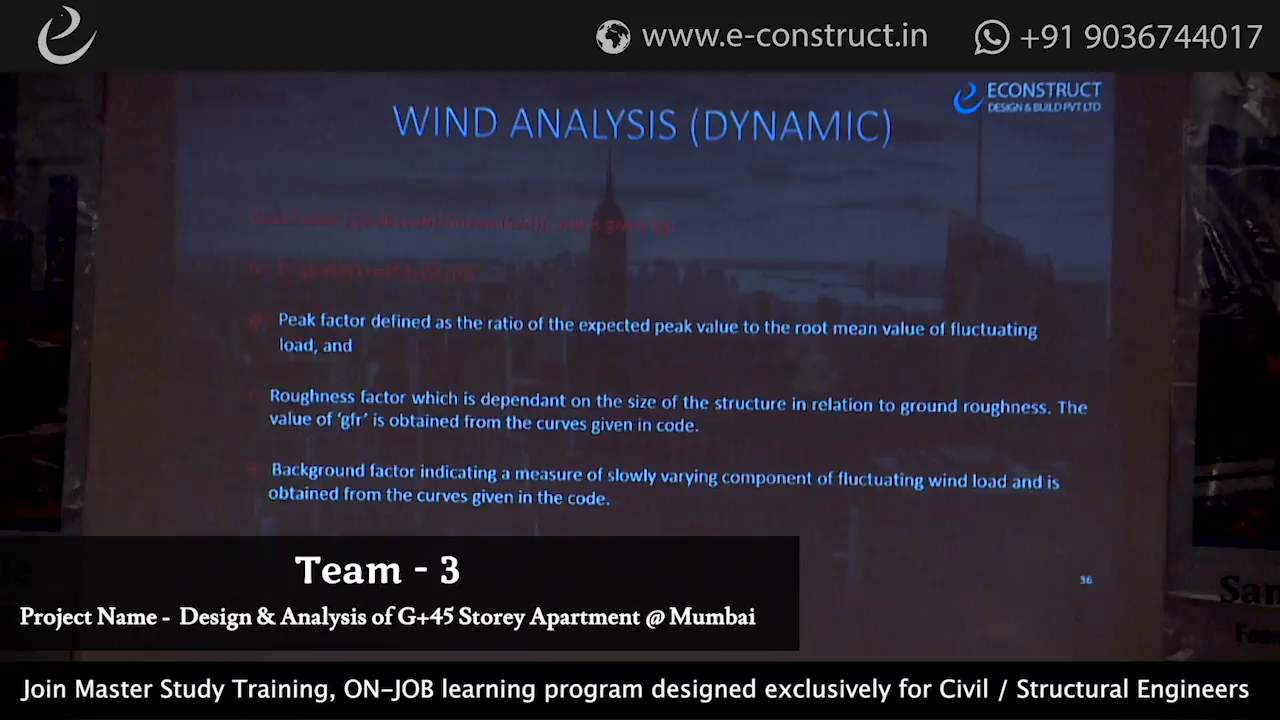 www.e-construct.in
+91 9036744017
ECONSTRUCT
DESIGN & BUILD PVT LTD
WIND ANALYSIS (DYNAMIC)
Peak factor defined as the ratio of the expected peak value to the root mean value of fluctuating
load, and
Roughness factor which is dependant on the size of the structure in relation to ground roughness. The
value of ‘gfr’ is obtained from the curves given in code.
Background factor indicating a measure of slowly varying component of fluctuating wind load and is
obtained from the curves given in the code.
Team - 3
Project Name - Design & Analysis of G+45 Storey Apartment @ Mumbai
36
Join Master Study Training, ON-JOB learning program designed exclusively for Civil / Structural Engineers